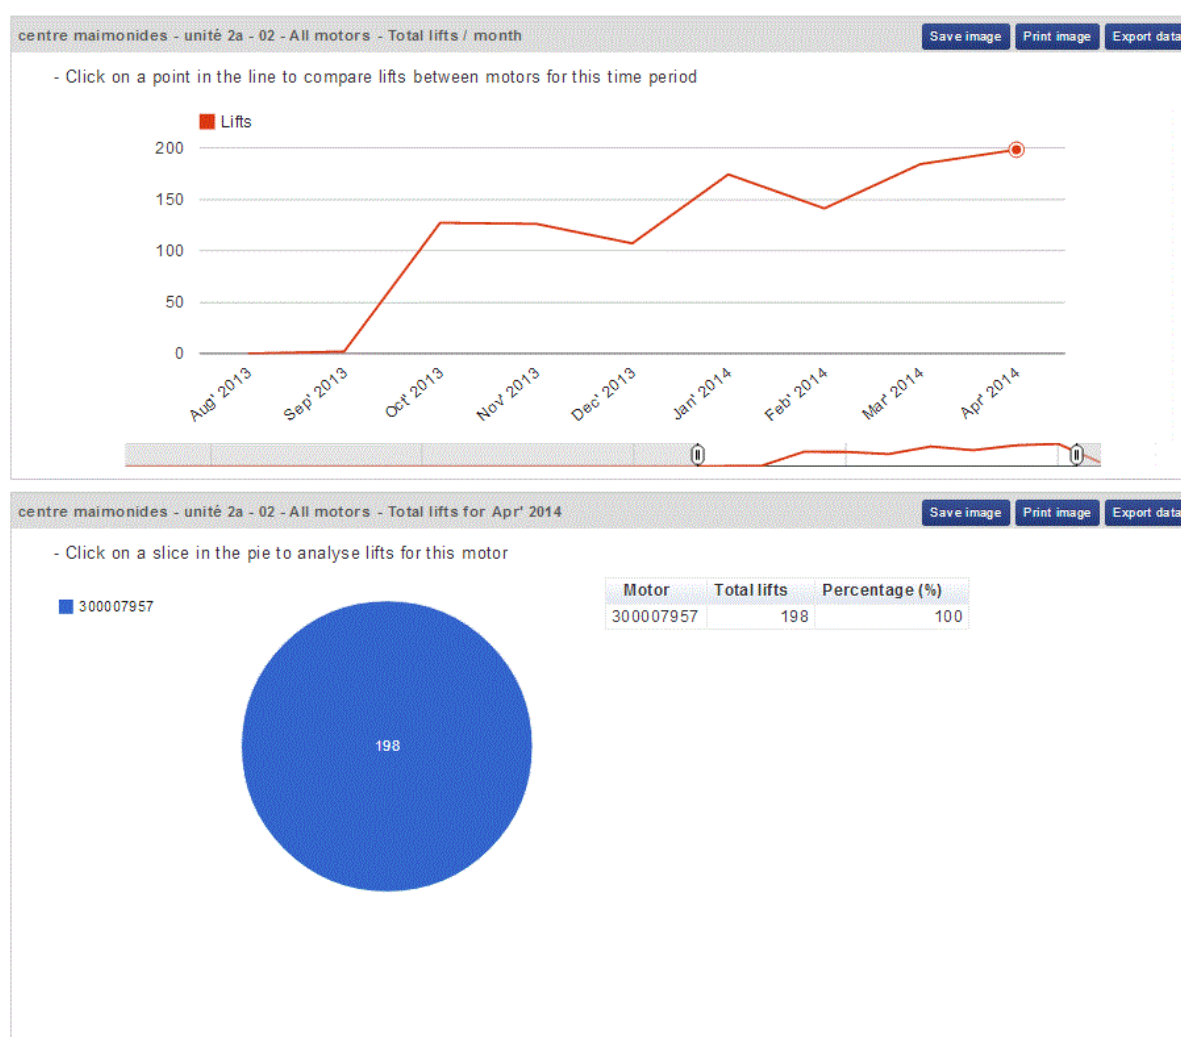 centre maimonides - unité 2a - 02 - All motors - Total lifts / month
Save image
Print image
Export data
- Click on a point in the line to compare lifts between motors for this time period
Lifts
200
150
100
50
0
Aug' 2013
Sep' 2013
Oct' 2013
Nov' 2013
Dec' 2013
Jan' 2014
Feb' 2014
Mar' 2014
Apr' 2014
centre maimonides - unité 2a - 02 - All motors - Total lifts for Apr' 2014
Save image
Print image
Export data
- Click on a slice in the pie to analyse lifts for this motor
300007957
198
Motor Total lifts Percentage (%)
300007957 198 100